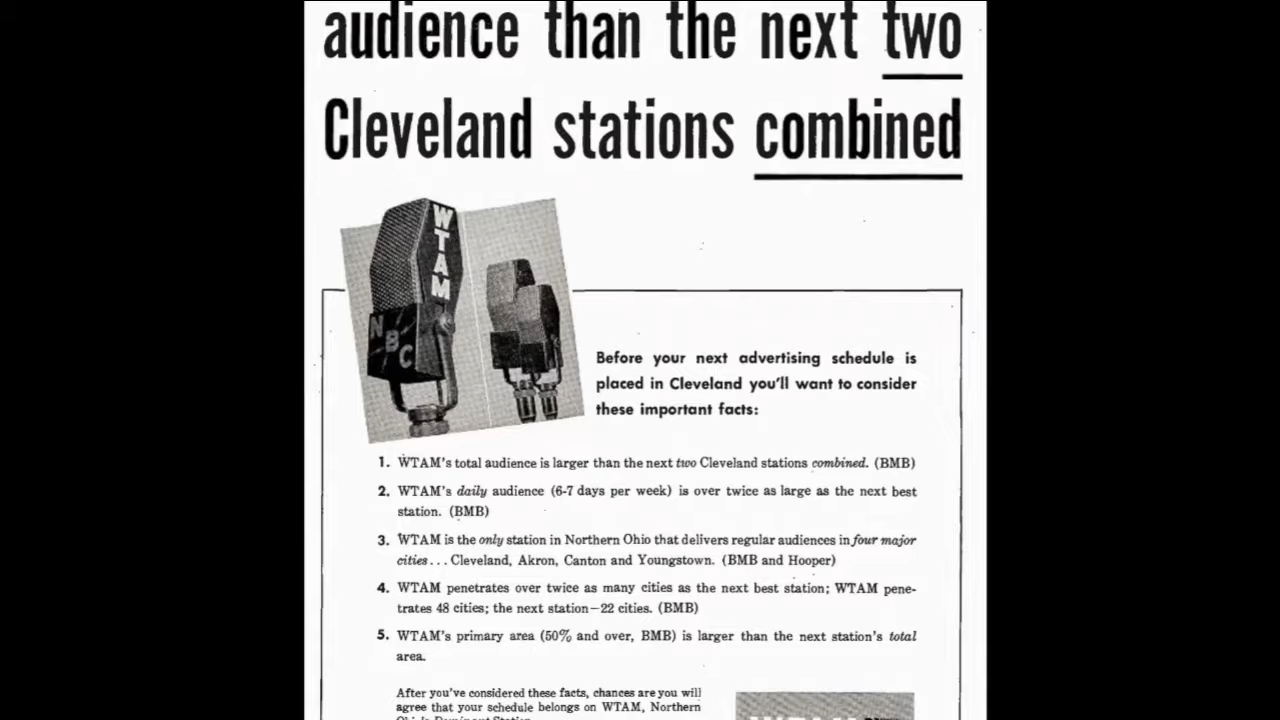 audience than the next two
Cleveland stations combined
WTAM
NBC
Before your next advertising schedule is
placed in Cleveland you'll want to consider
these important facts:
1. WTAM's total audience is larger than the next two Cleveland stations combined. (BMB)
2. WTAM's daily audience (6-7 days per week) is over twice as large as the next best
station. (BMB)
3. WTAM is the only station in Northern Ohio that delivers regular audiences in four major
cities... Cleveland, Akron, Canton and Youngstown. (BMB and Hooper)
4. WTAM penetrates over twice as many cities as the next best station; WTAM pene-
trates 48 cities; the next station—22 cities. (BMB)
5. WTAM's primary area (50% and over, BMB) is larger than the next station's total
area.
After you've considered these facts, chances are you will
agree that your schedule belongs on WTAM, Northern